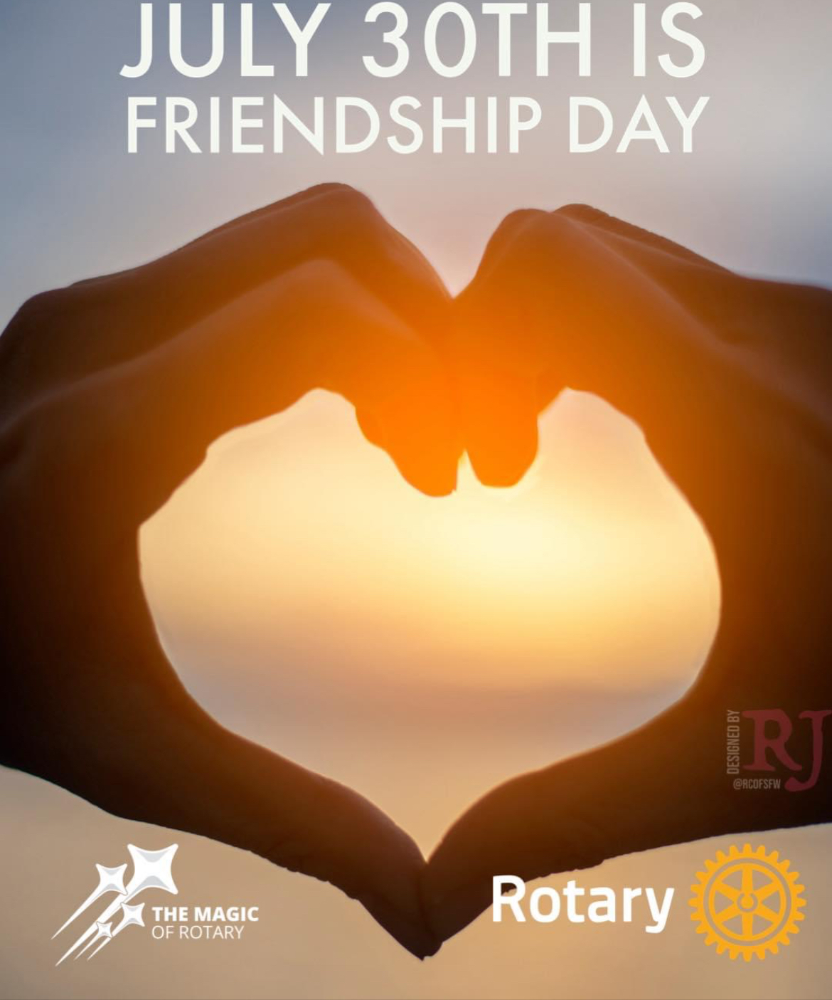 JULY 30TH IS
FRIENDSHIP DAY
DESIGNED BY
RJ
@RCOFSFW
THE MAGIC
OF ROTARY
Rotary